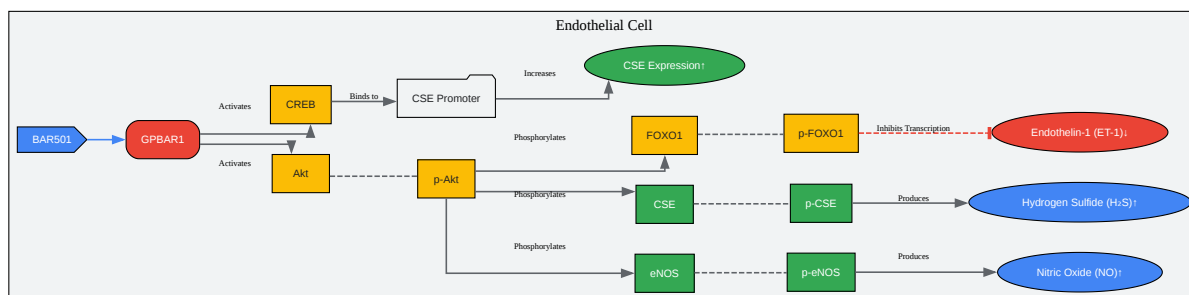 Endothelial Cell
CSE Expression↑
Increases
Activates
CREB
Binds to
CSE Promoter
BAR501
GPBAR1
Phosphorylates
FOXO1
p-FOXO1
Inhibits Transcription
Endothelin-1 (ET-1)↓
Activates
Akt
p-Akt
Phosphorylates
CSE
p-CSE
Produces
Hydrogen Sulfide (H₂S)↑
Phosphorylates
eNOS
p-eNOS
Produces
Nitric Oxide (NO)↑